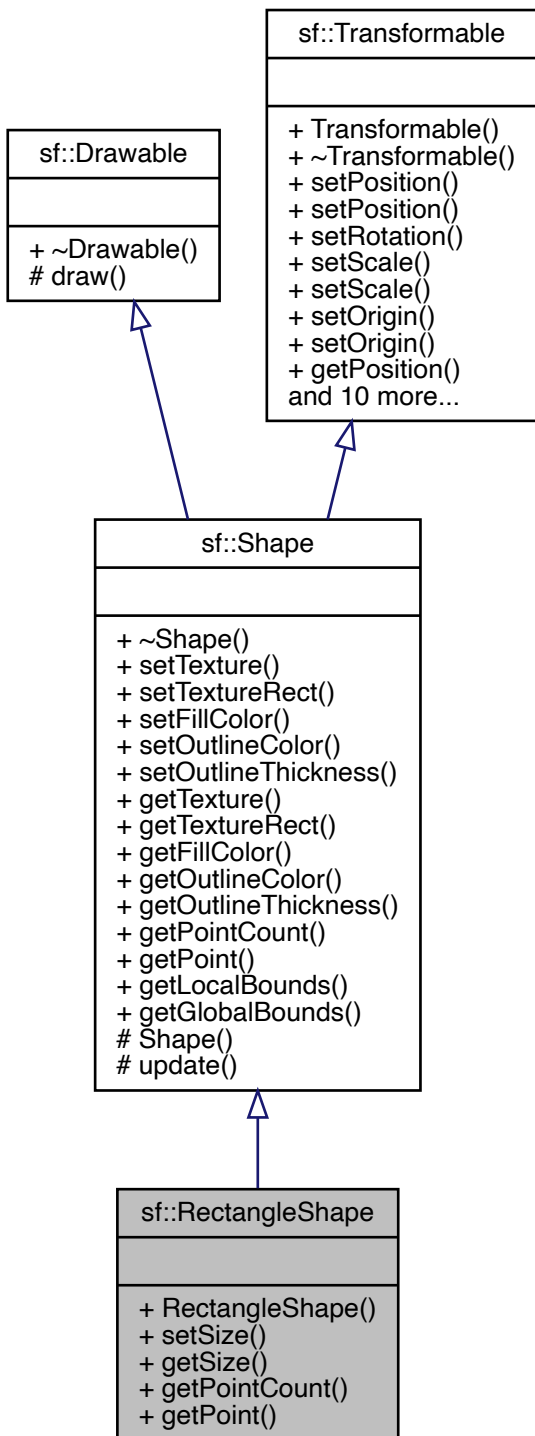 sf::Transformable
+ Transformable()
+ ~Transformable()
+ setPosition()
+ setPosition()
+ setRotation()
+ setScale()
+ setScale()
+ setOrigin()
+ setOrigin()
+ getPosition()
and 10 more...
sf::Drawable
+ ~Drawable()
# draw()
sf::Shape
+ ~Shape()
+ setTexture()
+ setTextureRect()
+ setFillColor()
+ setOutlineColor()
+ setOutlineThickness()
+ getTexture()
+ getTextureRect()
+ getFillColor()
+ getOutlineColor()
+ getOutlineThickness()
+ getPointCount()
+ getPoint()
+ getLocalBounds()
+ getGlobalBounds()
# Shape()
# update()
sf::RectangleShape
+ RectangleShape()
+ setSize()
+ getSize()
+ getPointCount()
+ getPoint()